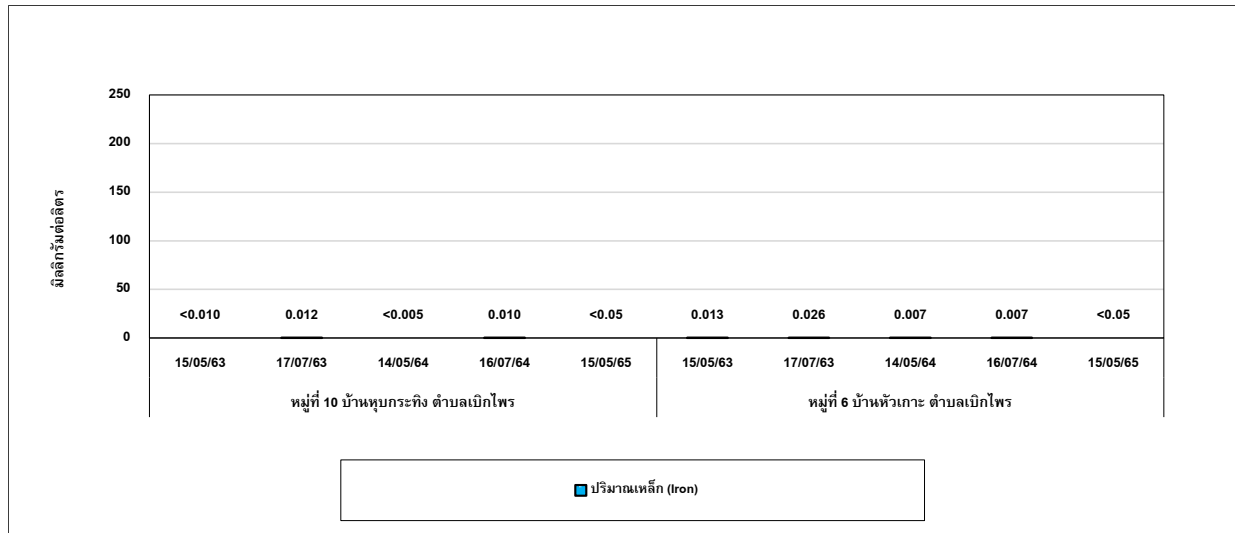 250
200
150
100
50
0
มิลลิกรัมต่อลิตร
<0.010 0.012 <0.005 0.010 <0.05 0.013 0.026 0.007 0.007 <0.05
15/05/63 17/07/63 14/05/64 16/07/64 15/05/65 15/05/63 17/07/63 14/05/64 16/07/64 15/05/65
หมู่ที่ 10 บ้านหุบกระทิง ตำบลเบิกไพร หมู่ที่ 6 บ้านหัวเกาะ ตำบลเบิกไพร
ปริมาณเหล็ก (Iron)